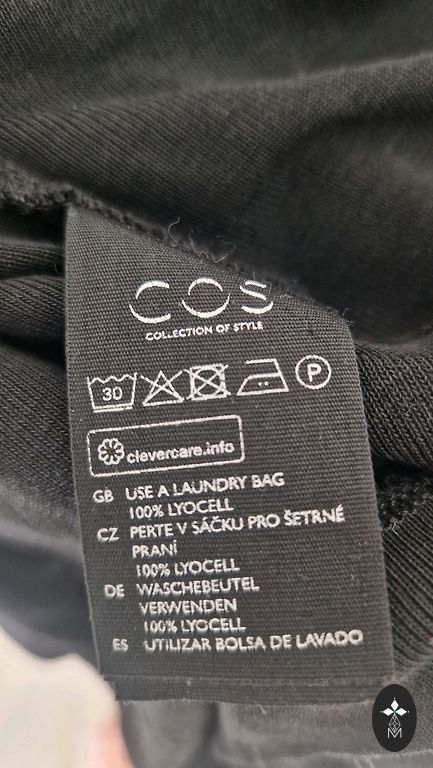 COS
COLLECTION OF STYLE
30 P
clevercare.info
GB USE A LAUNDRY BAG
100% LYOCELL
CZ PERTE V SÁČKU PRO ŠETRNÉ
PRANÍ
100% LYOCELL
DE WASCHEBEUTEL
VERWENDEN
100% LYOCELL
ES UTILIZAR BOLSA DE LAVADO
M